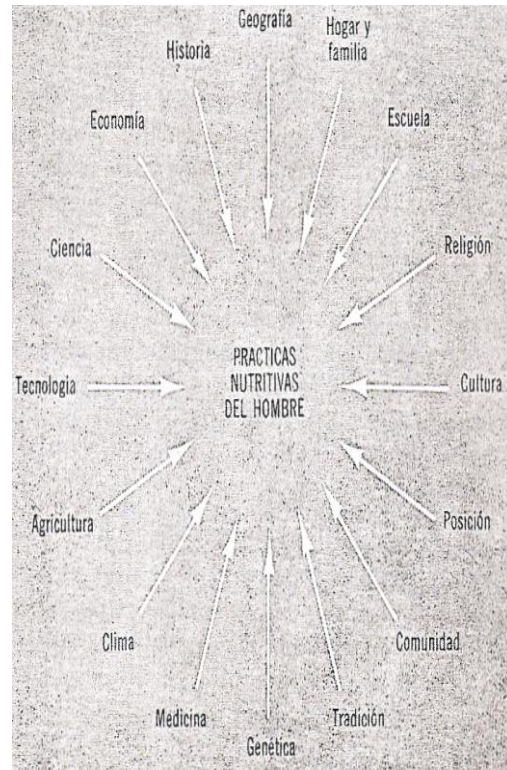 Geografía
Hogar y
familia
Historia
Economía
Escuela
Ciencia
Religión
PRACTICAS
NUTRITIVAS
DEL HOMBRE
Tecnologia
Cultura
Agricultura
Posición
Clima
Comunidad
Medicina
Tradición
Genética